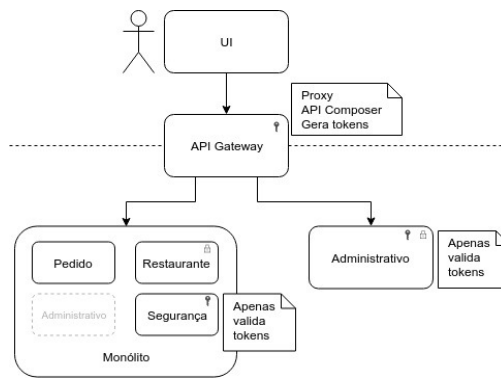 UI
Proxy
API Composer
Gera tokens
API Gateway
Pedido
Restaurante
Administrativo
Segurança
Monólito
Apenas
valida
tokens
Administrativo
Apenas
valida
tokens